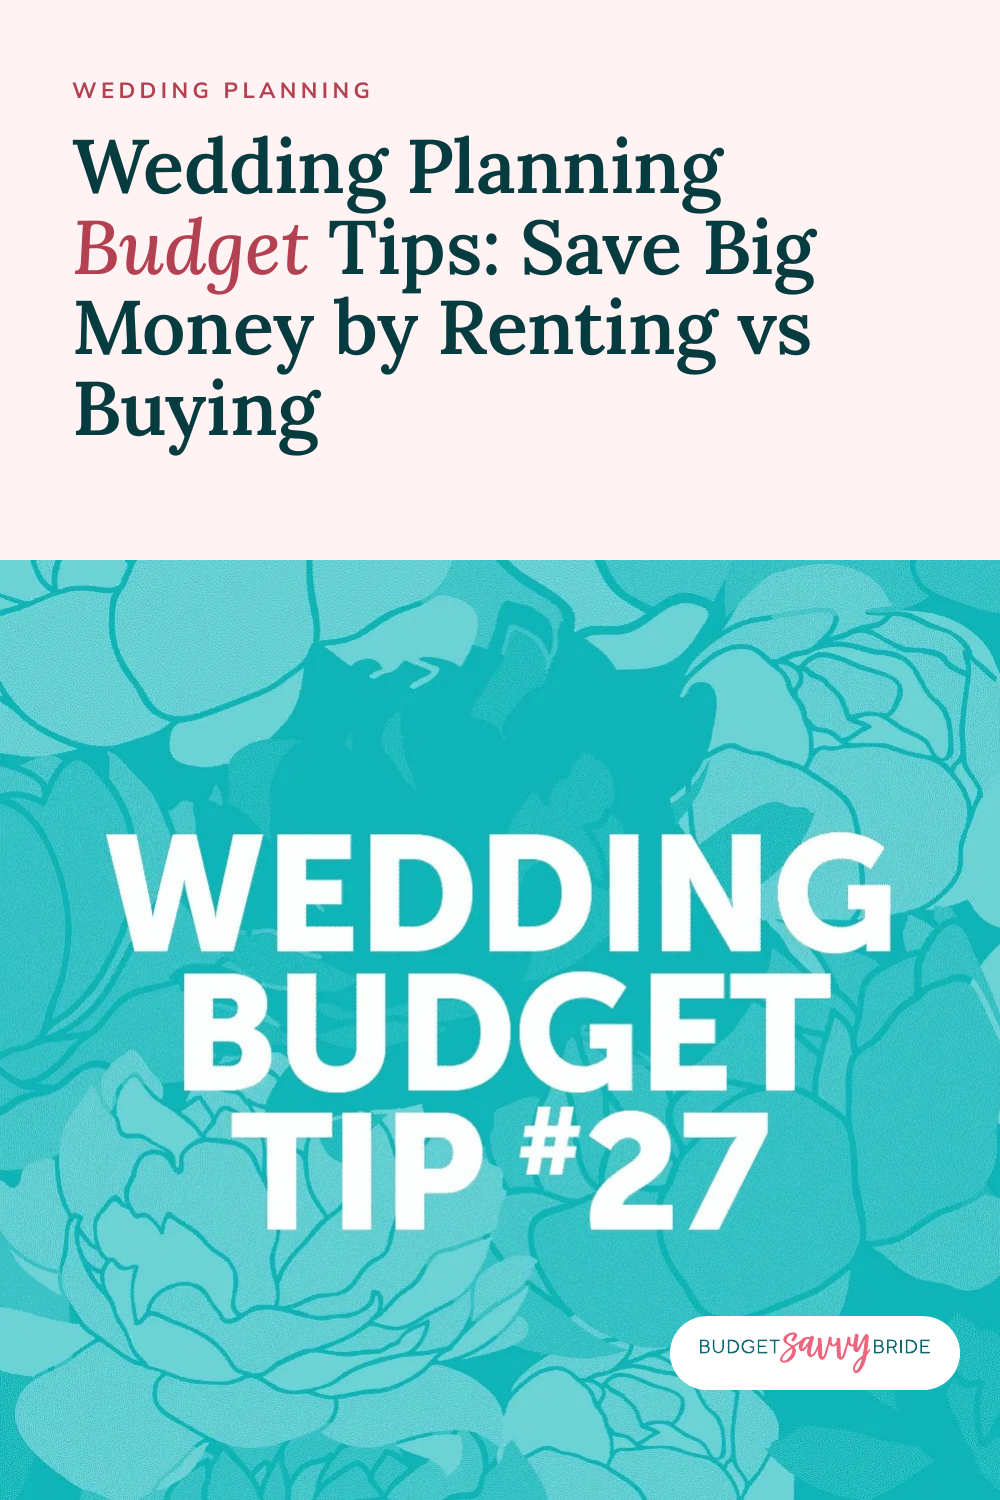 WEDDING PLANNING
Wedding Planning
Budget Tips: Save Big
Money by Renting vs
Buying
WEDDING
BUDGET
TIP #27
BUDGET savvy BRIDE